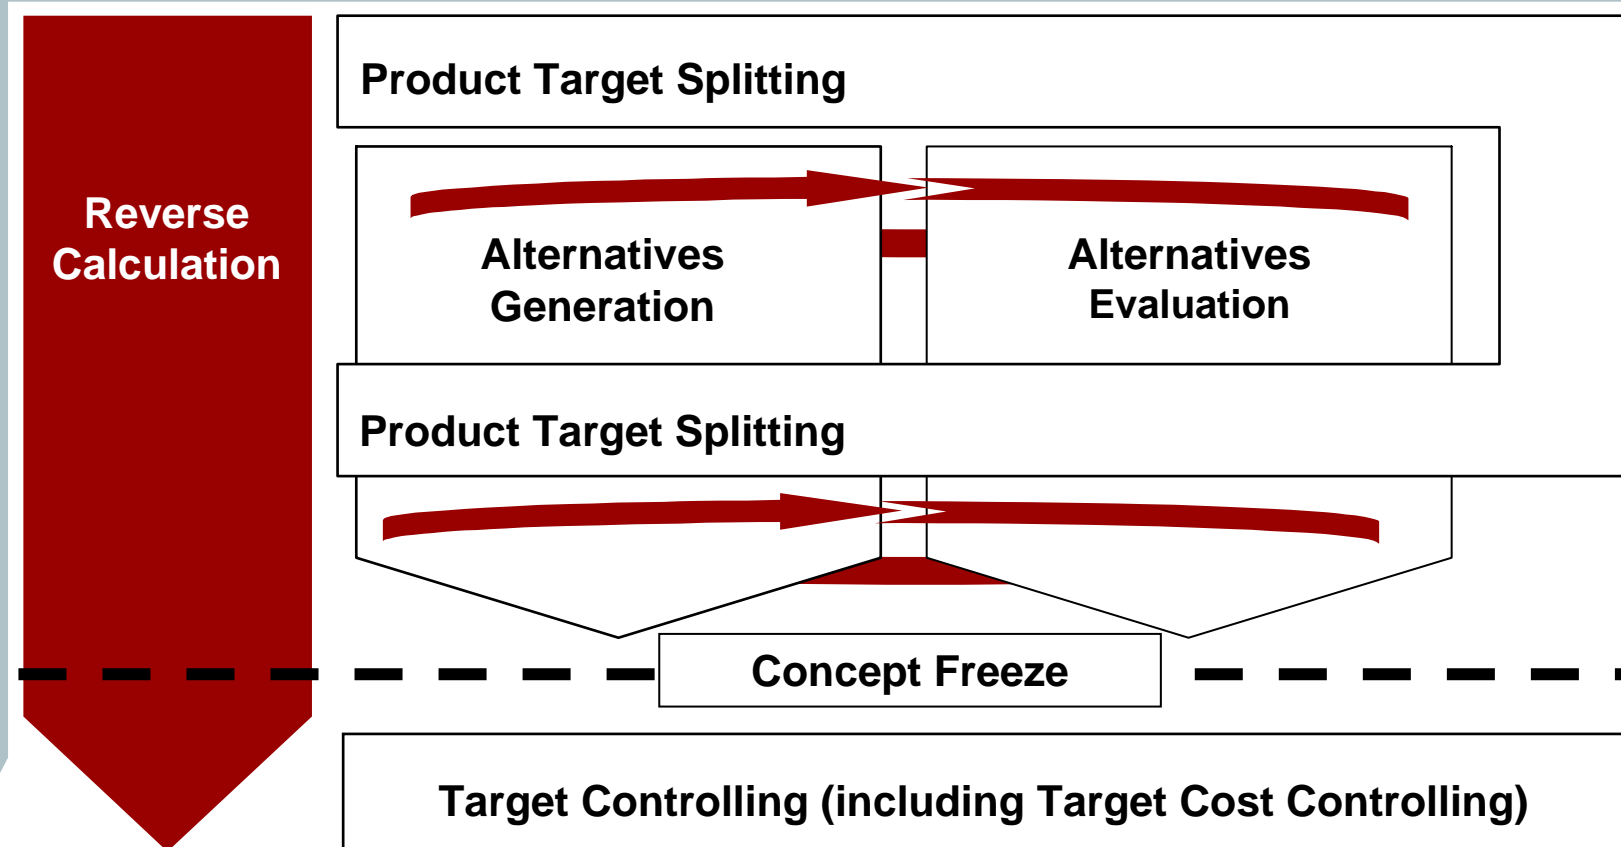 Product Target Splitting
Reverse
Calculation
Alternatives
Generation
Alternatives
Evaluation
Product Target Splitting
Concept Freeze
Target Controlling (including Target Cost Controlling)